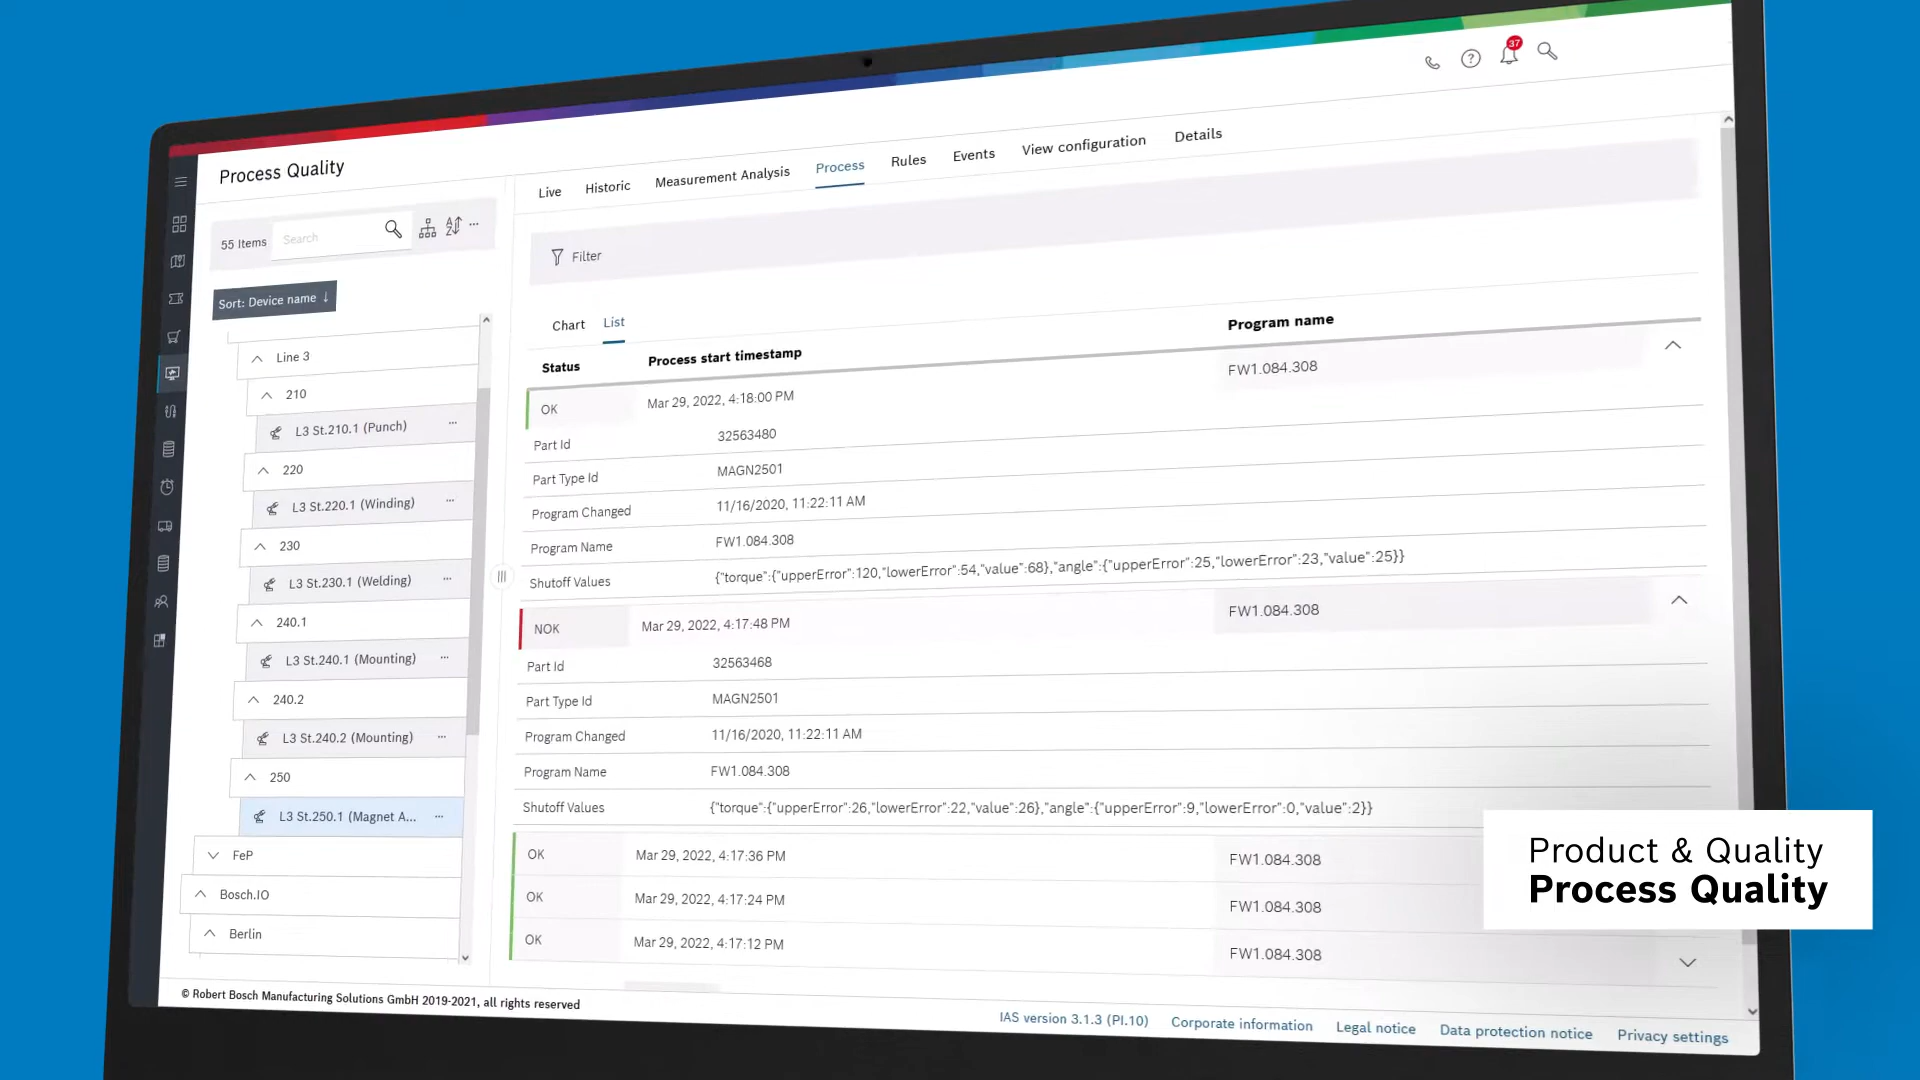 37
Process Quality
Live Historic Measurement Analysis Process Rules Events View configuration Details
55 Items Search
Filter
Sort: Device name ↓
Chart List
Line 3
210
L3 St.210.1 (Punch) ...
220
L3 St.220.1 (Winding) ...
230
L3 St.230.1 (Welding) ...
240.1
L3 St.240.1 (Mounting) ...
240.2
L3 St.240.2 (Mounting) ...
250
L3 St.250.1 (Magnet A... ...
FeP
Bosch.IO
Berlin
Status Process start timestamp Program name
OK Mar 29, 2022, 4:18:00 PM FW1.084.308
Part Id 32563480
Part Type Id MAGN2501
Program Changed 11/16/2020, 11:22:11 AM
Program Name FW1.084.308
Shutoff Values {"torque":{"upperError":120,"lowerError":54,"value":68},"angle":{"upperError":25,"lowerError":23,"value":25}}
NOK Mar 29, 2022, 4:17:48 PM FW1.084.308
Part Id 32563468
Part Type Id MAGN2501
Program Changed 11/16/2020, 11:22:11 AM
Program Name FW1.084.308
Shutoff Values {"torque":{"upperError":26,"lowerError":22,"value":26},"angle":{"upperError":9,"lowerError":0,"value":2}}
OK Mar 29, 2022, 4:17:36 PM FW1.084.308
OK Mar 29, 2022, 4:17:24 PM FW1.084.308
OK Mar 29, 2022, 4:17:12 PM FW1.084.308
Product & Quality
Process Quality
© Robert Bosch Manufacturing Solutions GmbH 2019-2021, all rights reserved
IAS version 3.1.3 (PI.10) Corporate information Legal notice Data protection notice Privacy settings